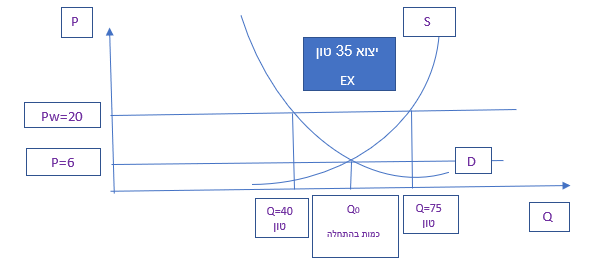 P
S
יצוא 35 טון
EX
Pw=20
P=6
D
Q=40
טון
Q₀
כמות בהתחלה
Q=75
טון
Q